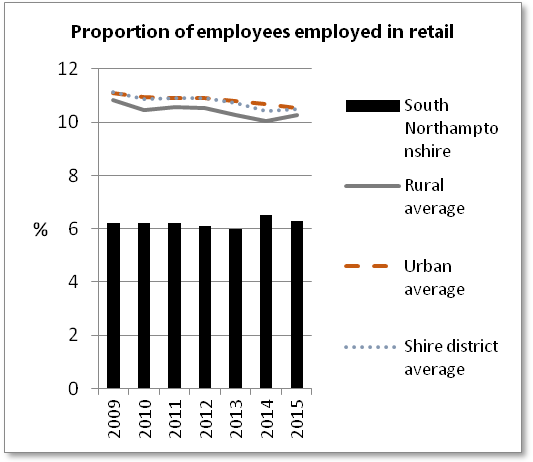 Proportion of employees employed in retail
12
10
8
6
4
2
0
%
2009
2010
2011
2012
2013
2014
2015
South
Northampto
nshire
Rural
average
Urban
average
Shire district
average